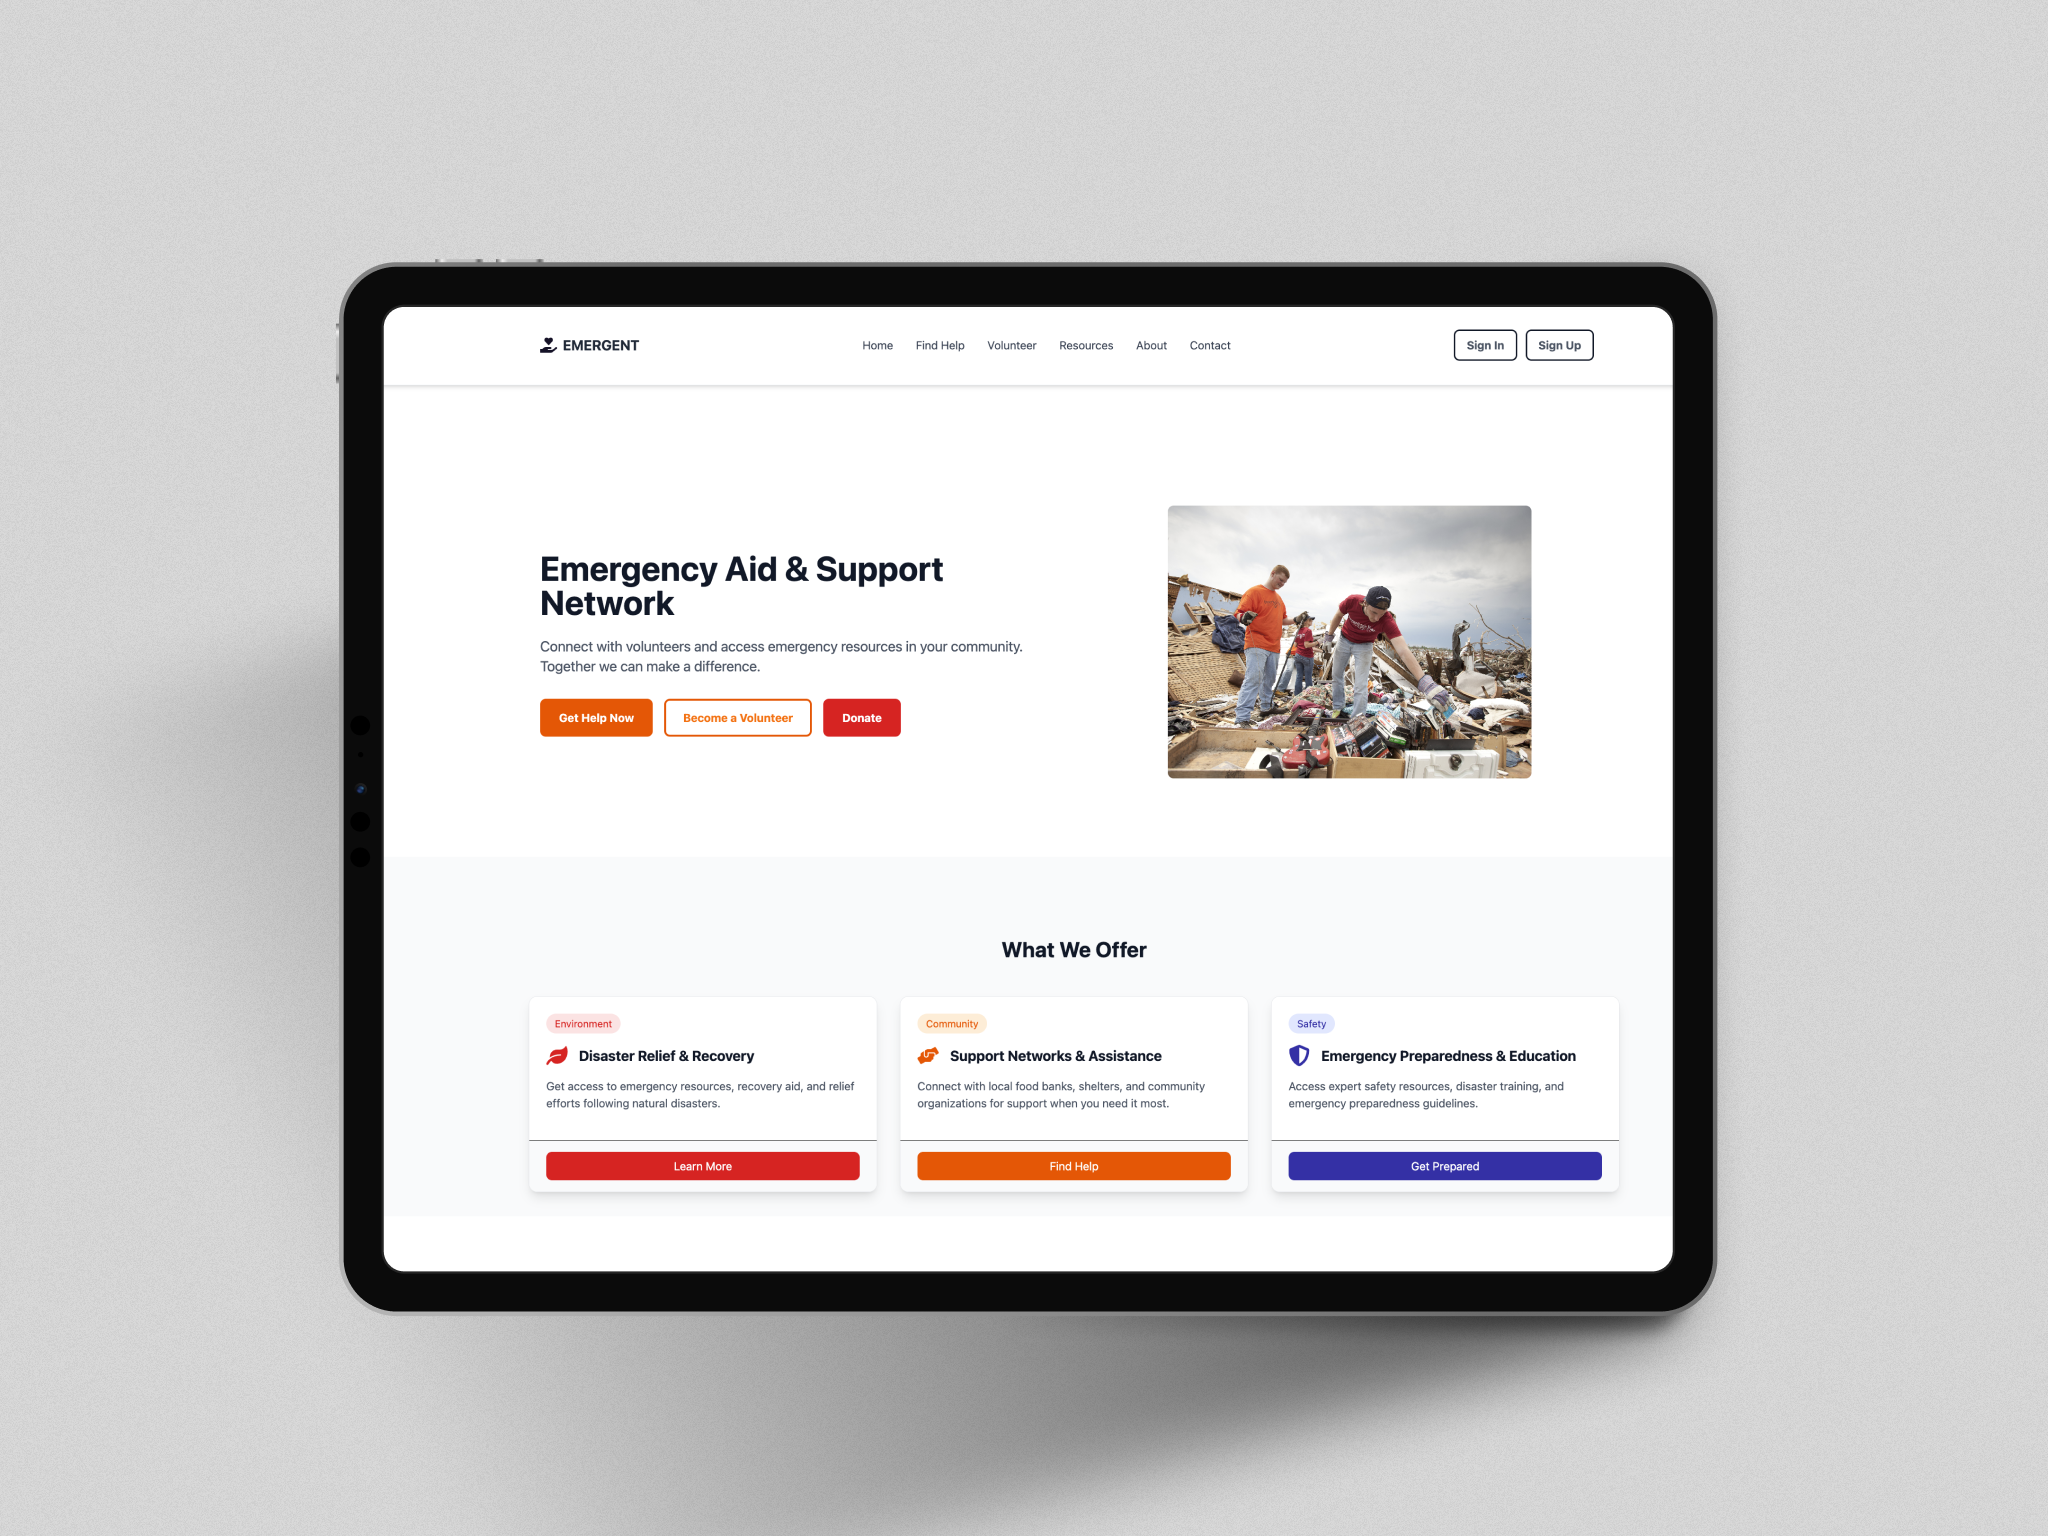 EMERGENT
Home
Find Help
Volunteer
Resources
About
Contact
Sign In
Sign Up
Emergency Aid & Support
Network
Connect with volunteers and access emergency resources in your community.
Together we can make a difference.
Get Help Now
Become a Volunteer
Donate
What We Offer
Environment
Disaster Relief & Recovery
Get access to emergency resources, recovery aid, and relief
efforts following natural disasters.
Learn More
Community
Support Networks & Assistance
Connect with local food banks, shelters, and community
organizations for support when you need it most.
Find Help
Safety
Emergency Preparedness & Education
Access expert safety resources, disaster training, and
emergency preparedness guidelines.
Get Prepared